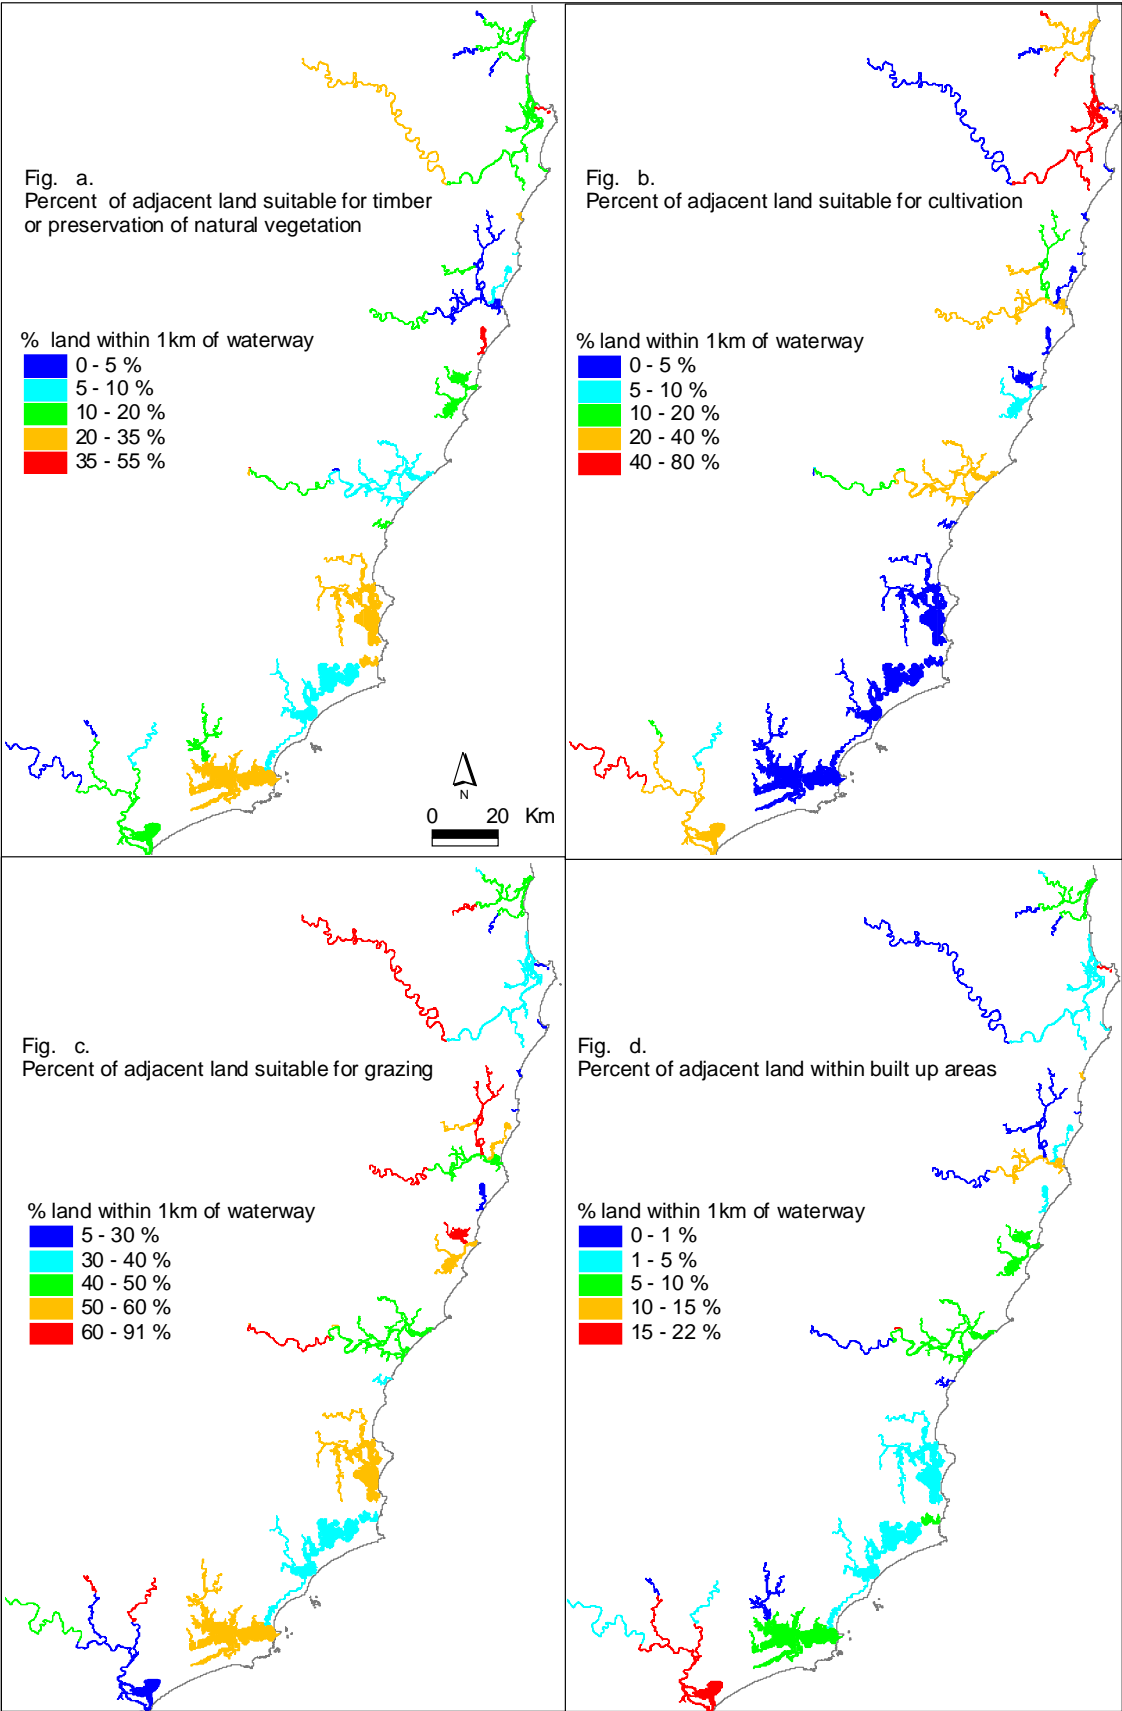 Fig. a.
Percent of adjacent land suitable for timber
or preservation of natural vegetation
% land within 1km of waterway
0 - 5 %
5 - 10 %
10 - 20 %
20 - 35 %
35 - 55 %
N
0 20 Km
Fig. b.
Percent of adjacent land suitable for cultivation
% land within 1km of waterway
0 - 5 %
5 - 10 %
10 - 20 %
20 - 40 %
40 - 80 %
Fig. c.
Percent of adjacent land suitable for grazing
% land within 1km of waterway
5 - 30 %
30 - 40 %
40 - 50 %
50 - 60 %
60 - 91 %
Fig. d.
Percent of adjacent land within built up areas
% land within 1km of waterway
0 - 1 %
1 - 5 %
5 - 10 %
10 - 15 %
15 - 22 %